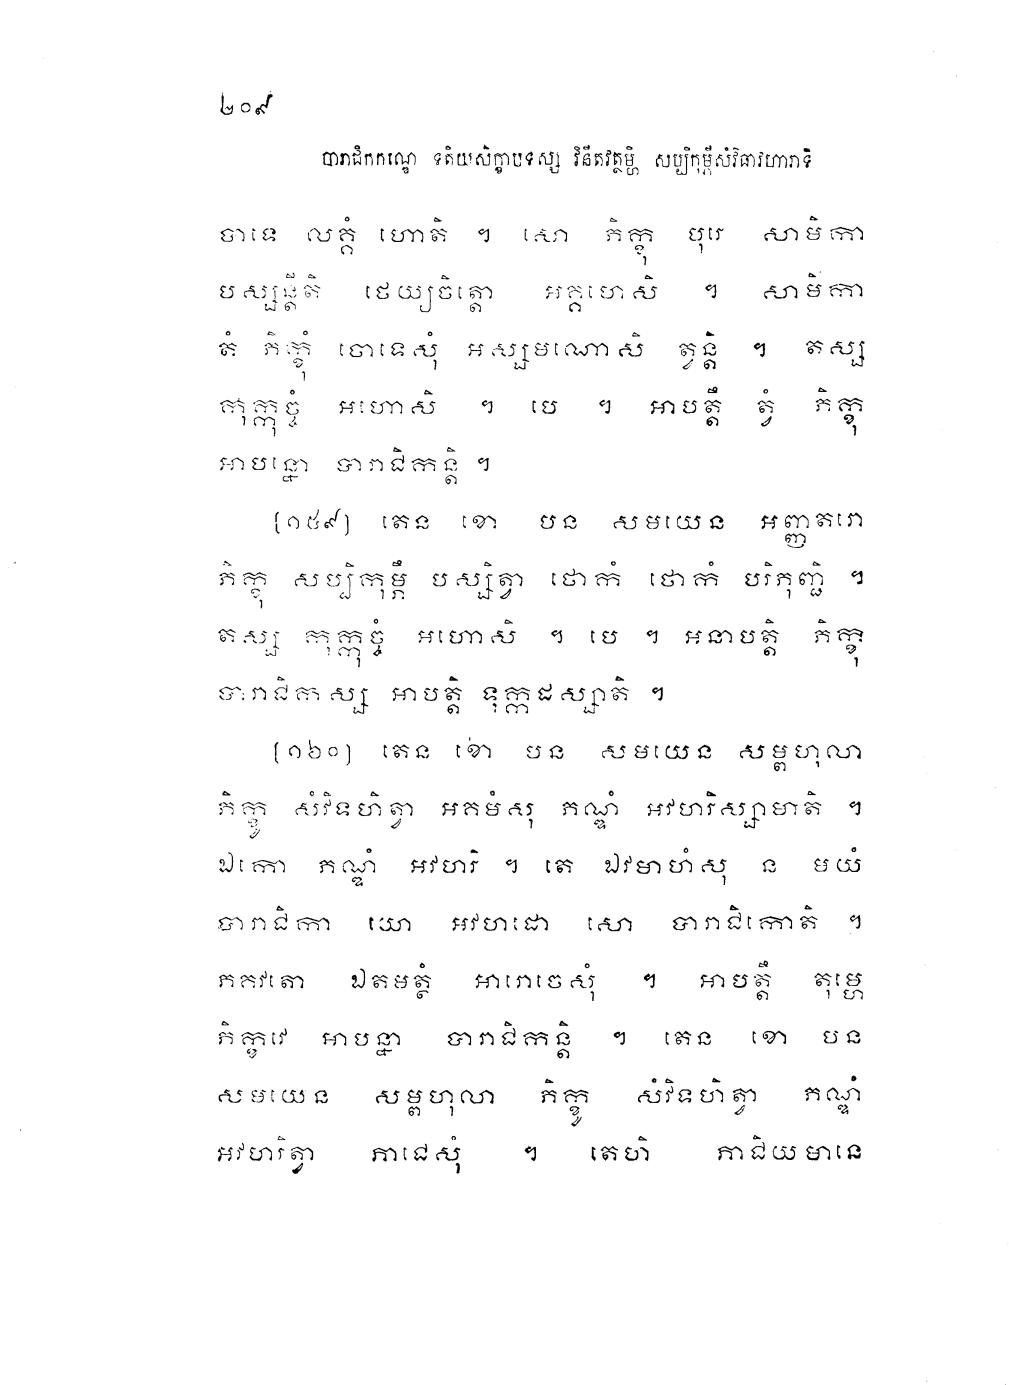 ២០៩
បារាជិកកណ្ឌេ ទតិយសិក្ខាបទស្ស វិនីតវត្ថុម្ហិ សប្បិកុម្ភីសំវិធាវហារាទិ
ចាទេ លគ្គំ ហោតិ ។ សោ ភិក្ខុ បុរេ សាមិកា
បស្សន្តីតិ ថេយ្យចិត្តោ អគ្គហេសិ ។ សាមិកា
តំ ភិក្ខុំ ចោទេសុំ អស្សមណោសិ ត្វន្តិ ។ តស្ស
កុក្កុច្ចំ អហោសិ ។ បេ ។ អាបត្តឹ ត្វំ ភិក្ខុ
អាបន្នោ បារាជិកន្តិ ។
(១៥៩) តេន ខោ បន សមយេន អញ្ញតរោ
ភិក្ខុ សប្បិកុម្ភឹ បស្សិត្វា ថោកំ ថោកំ បរិភុញ្ជិ ។
តស្ស កុក្កុច្ចំ អហោសិ ។ បេ ។ អនាបត្តិ ភិក្ខុ
បារាជិកស្ស អាបត្តិ ទុក្កដស្សាតិ ។
(១៦០) តេន ខោ បន សមយេន សម្ពហុលា
ភិក្ខូ សំវិទហិត្វា អគមំសុ ភណ្ឌំ អវហរិស្សាមាតិ ។
ឯកោ ភណ្ឌំ អវហរិ ។ តេ ឯវមាហំសុ ន មយំ
បារាជិកា យោ អវហដោ សោ បារាជិកោតិ ។
ភគវតោ ឯតមត្ថំ អារោចេសុំ ។ អាបត្តឹ តុម្ហេ
ភិក្ខវេ អាបន្នា បារាជិកន្តិ ។ តេន ខោ បន
សមយេន សម្ពហុលា ភិក្ខូ សំវិទហិត្វា ភណ្ឌំ
អវហរិត្វា ភាជេសុំ ។ តេហិ ភាជិយមានេ